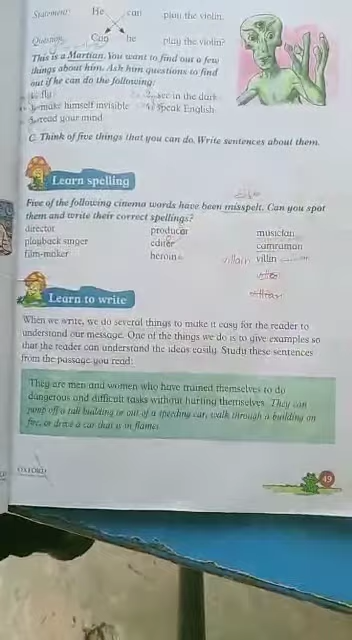 Statement: He can play the violin.
Question: Can he play the violin?
This is a Martian. You want to find out a few
things about him. Ask him questions to find
out if he can do the following:
1. fly 2. see in the dark
3. make himself invisible 4. speak English
5. read your mind
C. Think of five things that you can do. Write sentences about them.
Learn spelling
Five of the following cinema words have been misspelt. Can you spot
them and write their correct spellings?
director producor musician
playback singer editer camraman
film-maker heroin villain villin
Learn to write
When we write, we do several things to make it easy for the reader to
understand our message. One of the things we do is to give examples so
that the reader can understand the ideas easily. Study these sentences
from the passage you read:
They are men and women who have trained themselves to do
dangerous and difficult tasks without hurting themselves. They can
jump off a tall building or out of a speeding car, walk through a building on
fire, or drive a car that is in flames
OXFORD
49